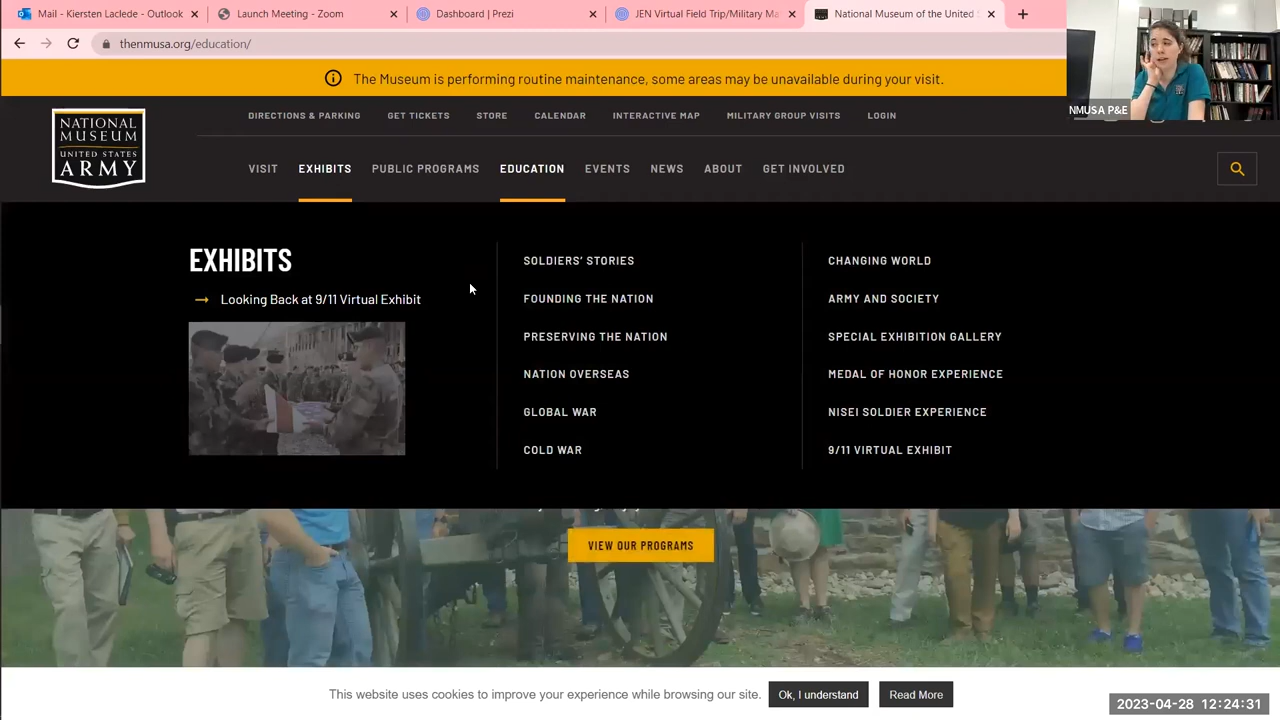 Mail - Kiersten Laclede - Outlook
Launch Meeting - Zoom
Dashboard | Prezi
JEN Virtual Field Trip/Military Ma
National Museum of the United
thenmusa.org/education/
The Museum is performing routine maintenance, some areas may be unavailable during your visit.
NMUSA P&E
DIRECTIONS & PARKING GET TICKETS STORE CALENDAR INTERACTIVE MAP MILITARY GROUP VISITS LOGIN
NATIONAL
MUSEUM
UNITED STATES
ARMY
VISIT EXHIBITS PUBLIC PROGRAMS EDUCATION EVENTS NEWS ABOUT GET INVOLVED
EXHIBITS
Looking Back at 9/11 Virtual Exhibit
SOLDIERS' STORIES
FOUNDING THE NATION
PRESERVING THE NATION
NATION OVERSEAS
GLOBAL WAR
COLD WAR
CHANGING WORLD
ARMY AND SOCIETY
SPECIAL EXHIBITION GALLERY
MEDAL OF HONOR EXPERIENCE
NISEI SOLDIER EXPERIENCE
9/11 VIRTUAL EXHIBIT
VIEW OUR PROGRAMS
This website uses cookies to improve your experience while browsing our site. Ok, I understand Read More
2023-04-28 12:24:31